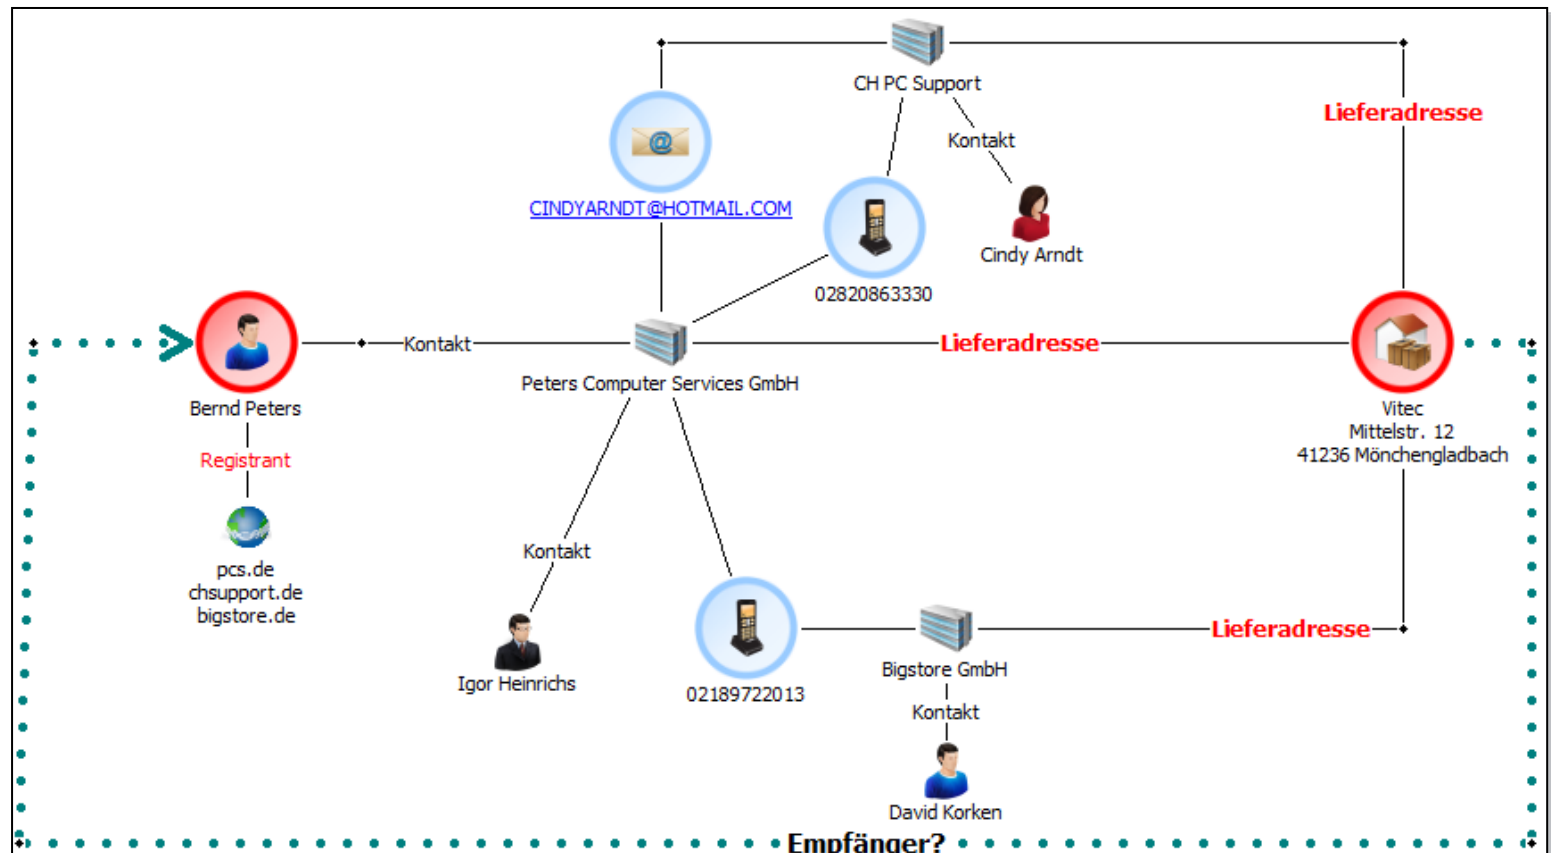 CH PC Support
Lieferadresse
Kontakt
CINDYARNDT@HOTMAIL.COM
Cindy Arndt
02820863330
Kontakt
Lieferadresse
Peters Computer Services GmbH
Bernd Peters
Vitec
Mittelstr. 12
41236 Mönchengladbach
Registrant
pcs.de
chsupport.de
bigstore.de
Kontakt
Igor Heinrichs
02189722013
Lieferadresse
Bigstore GmbH
Kontakt
David Korken
Empfänger?